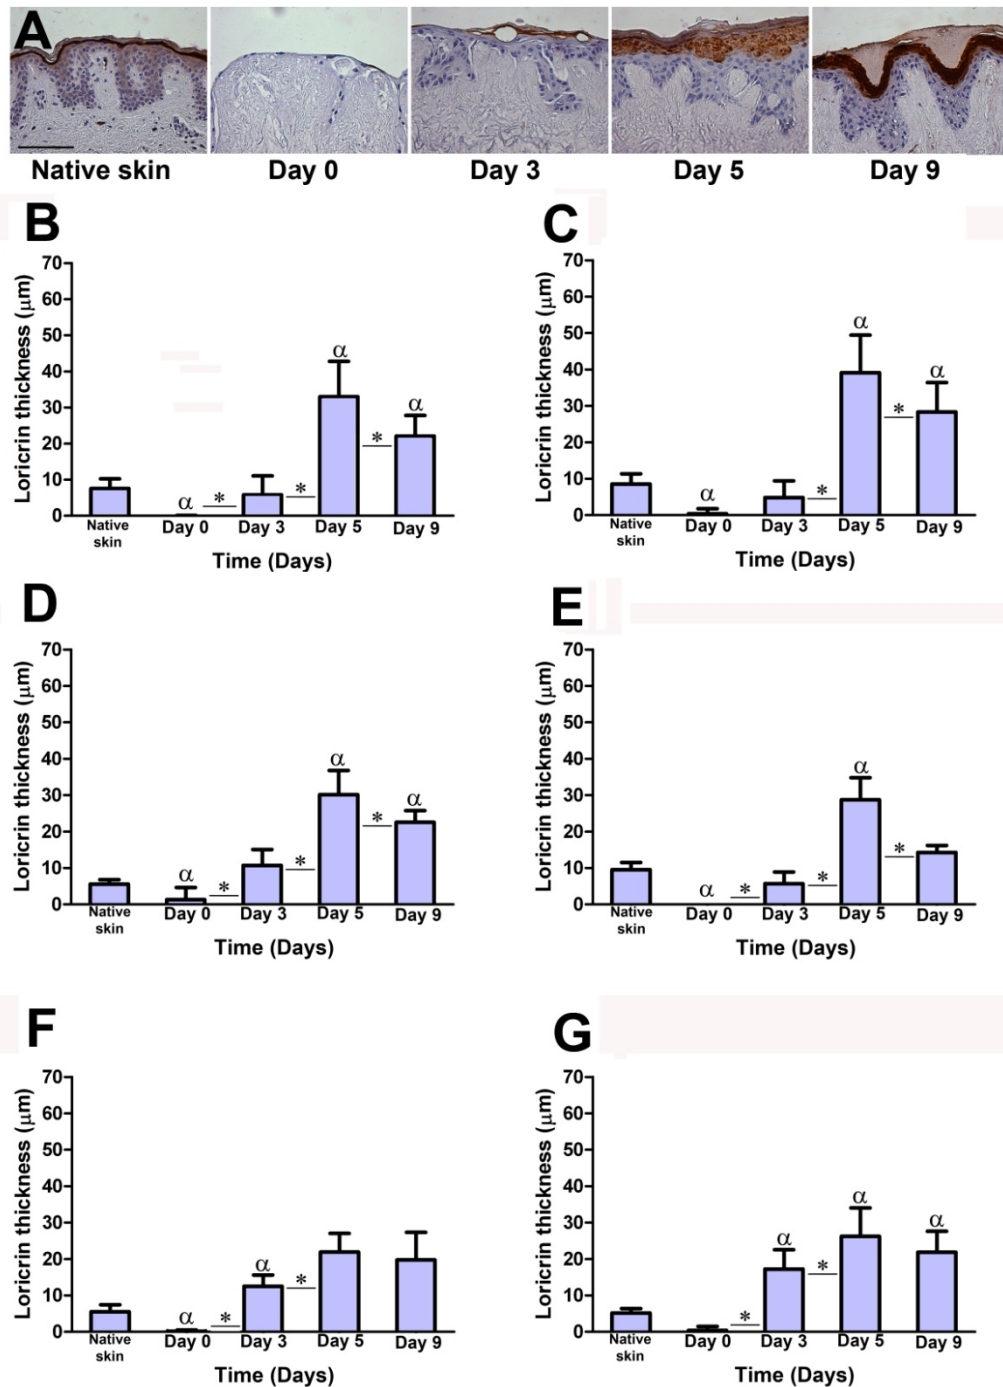 A
Native skin Day 0 Day 3 Day 5 Day 9
B
Loricrin thickness (μm)
70
60
50
40
30
20
10
0
α
*
*
α
*
α
Native skin Day 0 Day 3 Day 5 Day 9
Time (Days)
C
Loricrin thickness (μm)
70
60
50
40
30
20
10
0
α
*
α
*
α
Native skin Day 0 Day 3 Day 5 Day 9
Time (Days)
D
Loricrin thickness (μm)
70
60
50
40
30
20
10
0
α
*
*
α
*
α
Native skin Day 0 Day 3 Day 5 Day 9
Time (Days)
E
Loricrin thickness (μm)
70
60
50
40
30
20
10
0
α
*
*
α
*
Native skin Day 0 Day 3 Day 5 Day 9
Time (Days)
F
Loricrin thickness (μm)
70
60
50
40
30
20
10
0
α
*
α
*
Native skin Day 0 Day 3 Day 5 Day 9
Time (Days)
G
Loricrin thickness (μm)
70
60
50
40
30
20
10
0
*
α
*
α
α
Native skin Day 0 Day 3 Day 5 Day 9
Time (Days)